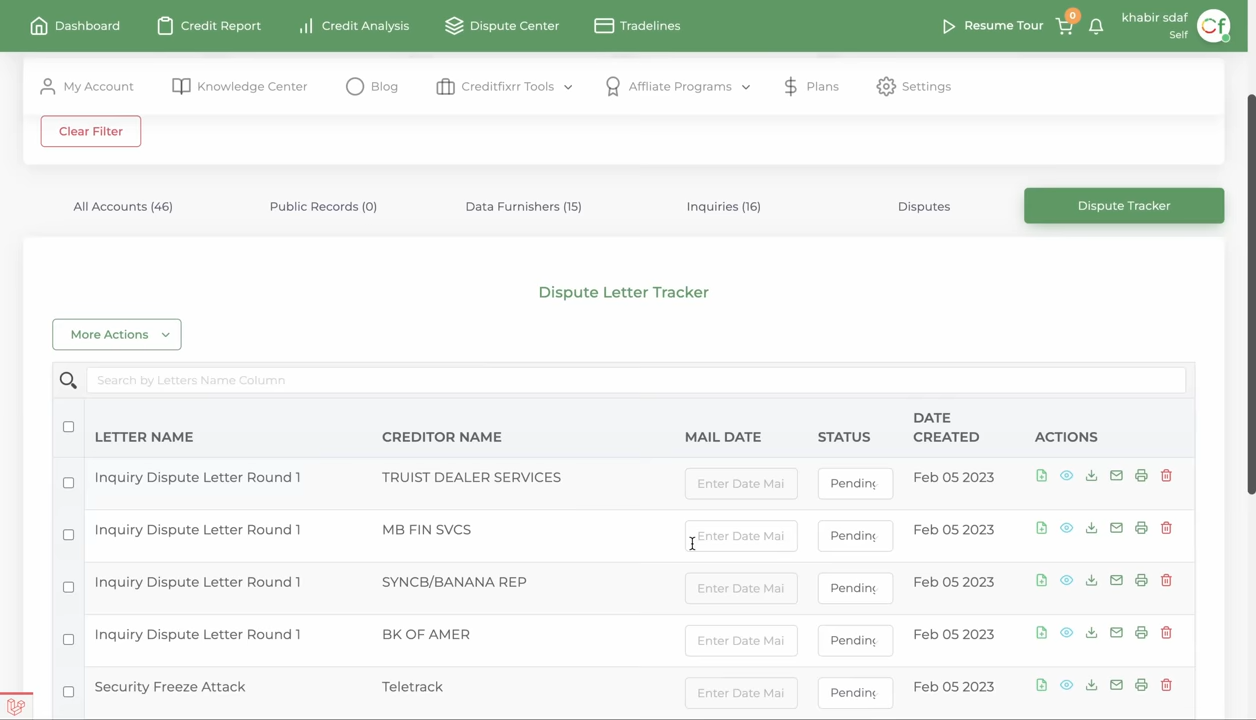 Dashboard Credit Report Credit Analysis Dispute Center Tradelines Resume Tour 0 khabir sdaf
Self
Cf
My Account Knowledge Center Blog Creditfixrr Tools Affliate Programs Plans Settings
Clear Filter
All Accounts (46) Public Records (0) Data Furnishers (15) Inquiries (16) Disputes Dispute Tracker
Dispute Letter Tracker
More Actions
Search by Letters Name Column
LETTER NAME CREDITOR NAME MAIL DATE STATUS DATE CREATED ACTIONS
Inquiry Dispute Letter Round 1 TRUIST DEALER SERVICES Enter Date Mai Pending Feb 05 2023
Inquiry Dispute Letter Round 1 MB FIN SVCS Enter Date Mai Pending Feb 05 2023
Inquiry Dispute Letter Round 1 SYNCB/BANANA REP Enter Date Mai Pending Feb 05 2023
Inquiry Dispute Letter Round 1 BK OF AMER Enter Date Mai Pending Feb 05 2023
Security Freeze Attack Teletrack Enter Date Mai Pending Feb 05 2023